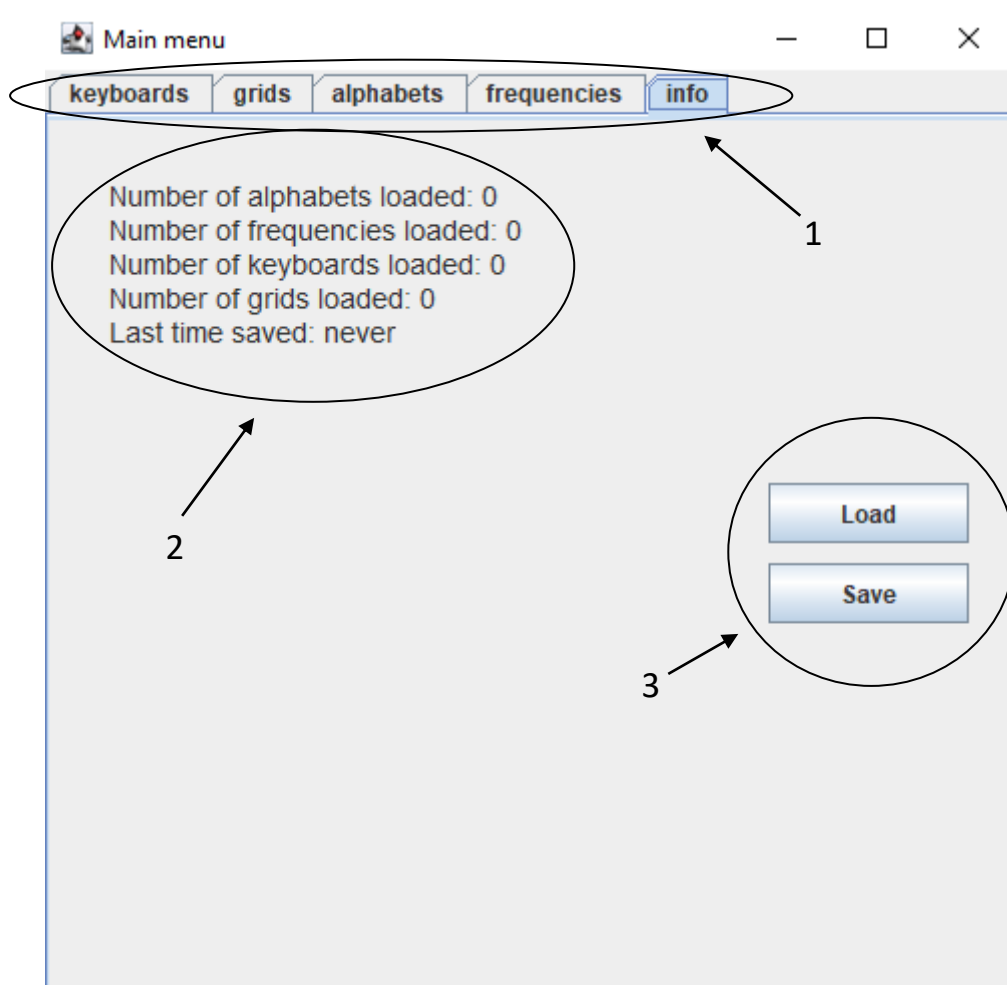 Main menu
keyboards grids alphabets frequencies info
Number of alphabets loaded: 0
Number of frequencies loaded: 0
Number of keyboards loaded: 0
Number of grids loaded: 0
Last time saved: never
1
Load
2
Save
3